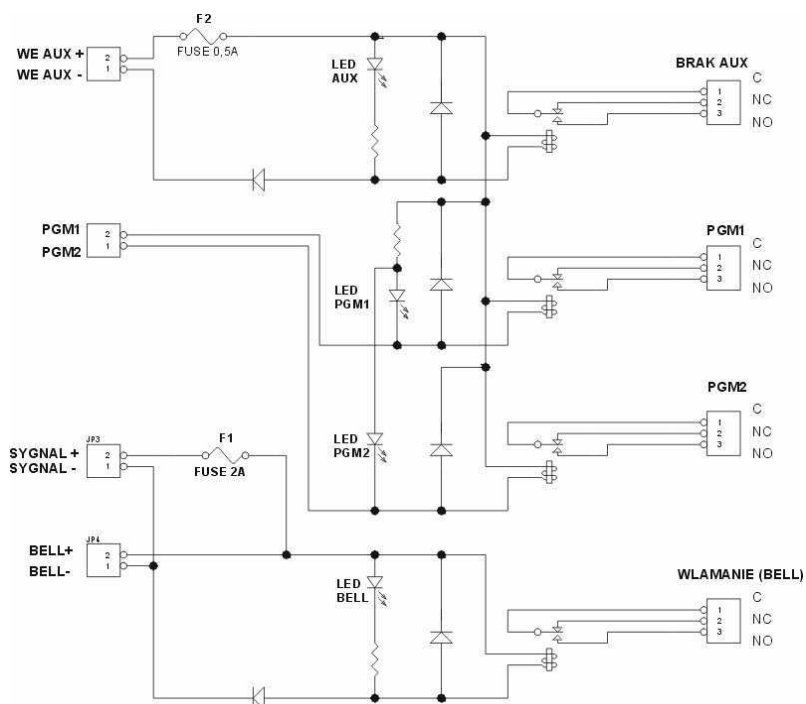 F2
FUSE 0,5A
WE AUX +
WE AUX -
2
1
LED
AUX
BRAK AUX
C
NC
NO
1
2
3
PGM1
PGM2
2
1
LED
PGM1
PGM1
C
NC
NO
1
2
3
PGM2
C
NC
NO
1
2
3
LED
PGM2
JP3
SYGNAL +
SYGNAL -
2
1
F1
FUSE 2A
JP4
BELL+
BELL-
2
1
LED
BELL
WLAMANIE (BELL)
C
NC
NO
1
2
3